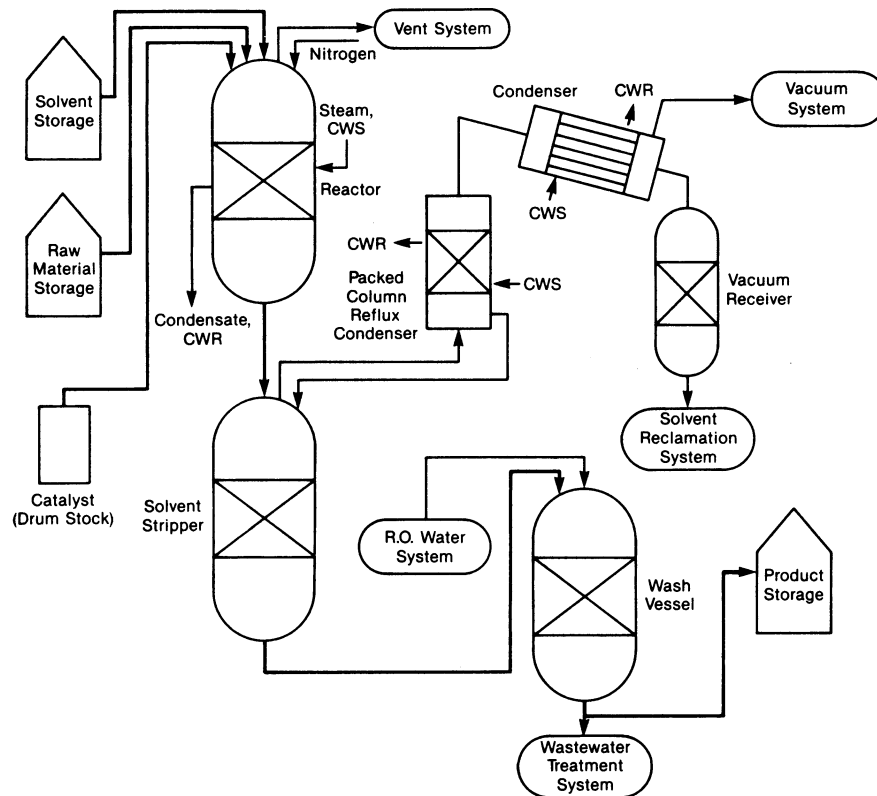 Vent System
Nitrogen
Solvent
Storage
Steam,
CWS
Reactor
Raw
Material
Storage
Condensate,
CWR
Catalyst
(Drum Stock)
Condenser
CWR
Vacuum
System
CWS
CWR
CWS
Packed
Column
Reflux
Condenser
Vacuum
Receiver
Solvent
Reclamation
System
Solvent
Stripper
R.O. Water
System
Wash
Vessel
Product
Storage
Wastewater
Treatment
System